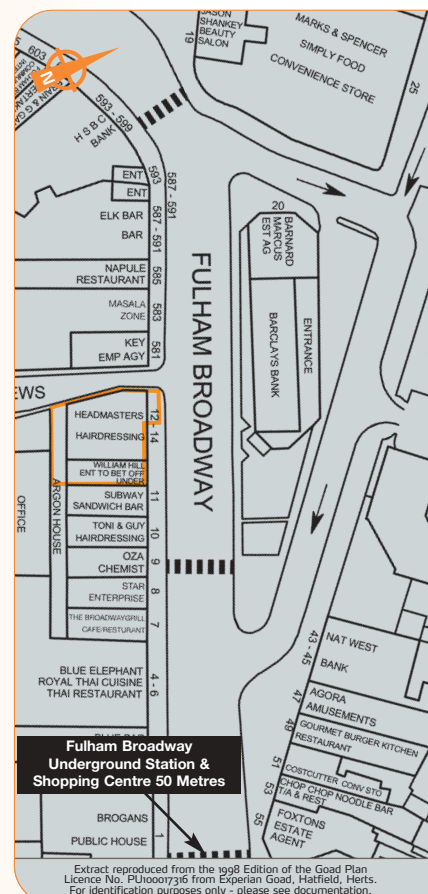 JASON
SHANKEY
BEAUTY
SALON
19
MARKS & SPENCER
SIMPLY FOOD
CONVENIENCE STORE
25
603
N
593 - 599
H S B C
BANK
ENT
ENT
593
587 - 591
ELK BAR
BAR
587 - 591
NAPULE
RESTAURANT
585
MASALA
ZONE
583
KEY
EMP AGY
581
FULHAM BROADWAY
20
BARNARD
MARCUS
EST AG
BARCLAYS BANK
ENTRANCE
EWS
HEADMASTERS
HAIRDRESSING
12 - 14
WILLIAM HILL
ENT TO BET OFF
UNDER
ARGON HOUSE
OFFICE
SUBWAY
SANDWICH BAR
11
TONI & GUY
HAIRDRESSING
10
OZA
CHEMIST
9
STAR
ENTERPRISE
8
THE BROADWAYGRILL
CAFE/RESTURANT
7
BLUE ELEPHANT
ROYAL THAI CUISINE
THAI RESTAURANT
4 - 6
43 - 45
NAT WEST
BANK
47
AGORA
AMUSEMENTS
49
GOURMET BURGER KITCHEN
RESTAURANT
51
COSTCUTTER CONV STO
53
CHOP CHOP NOODLE BAR
T/A & REST
55
FOXTONS
ESTATE
AGENT
Fulham Broadway
Underground Station &
Shopping Centre 50 Metres
BROGANS
PUBLIC HOUSE
1
Extract reproduced from the 1998 Edition of the Goad Plan
Licence No. PU10017316 from Experian Goad, Hatfield, Herts.
For identification purposes only - please see documentation.